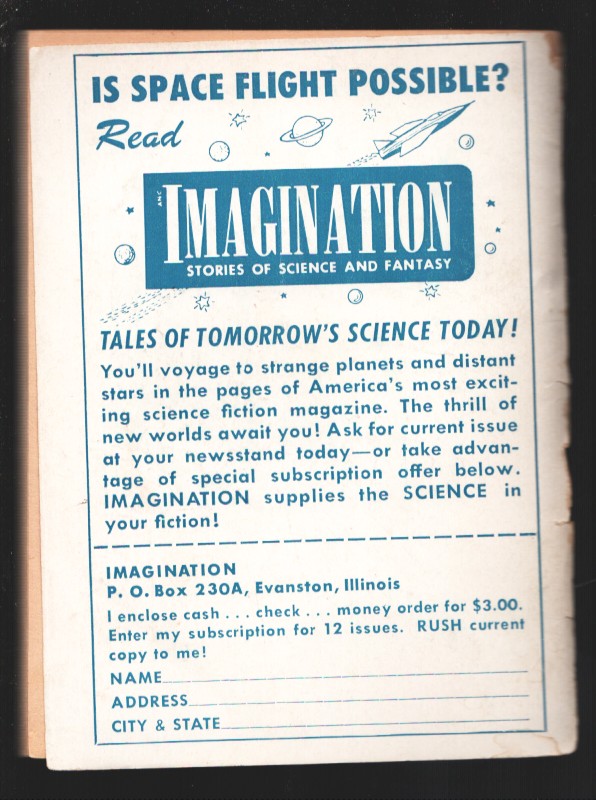 IS SPACE FLIGHT POSSIBLE?
Read
ANC
IMAGINATION
STORIES OF SCIENCE AND FANTASY
TALES OF TOMORROW'S SCIENCE TODAY!
You'll voyage to strange planets and distant
stars in the pages of America's most excit-
ing science fiction magazine. The thrill of
new worlds await you! Ask for current issue
at your newsstand today—or take advan-
tage of special subscription offer below.
IMAGINATION supplies the SCIENCE in
your fiction!
IMAGINATION
P. O. Box 230A, Evanston, Illinois
I enclose cash . . . check . . . money order for $3.00.
Enter my subscription for 12 issues. RUSH current
copy to me!
NAME
ADDRESS
CITY & STATE